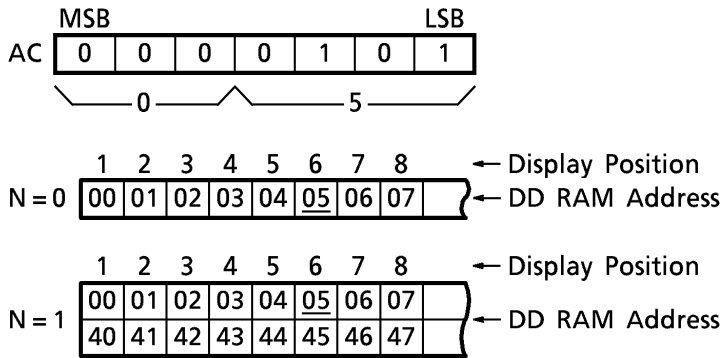 MSB LSB
AC 0 0 0 0 1 0 1
0 5
1 2 3 4 5 6 7 8 ← Display Position
N = 0 00 01 02 03 04 05 06 07 ← DD RAM Address
1 2 3 4 5 6 7 8 ← Display Position
00 01 02 03 04 05 06 07
N = 1 ← DD RAM Address
40 41 42 43 44 45 46 47